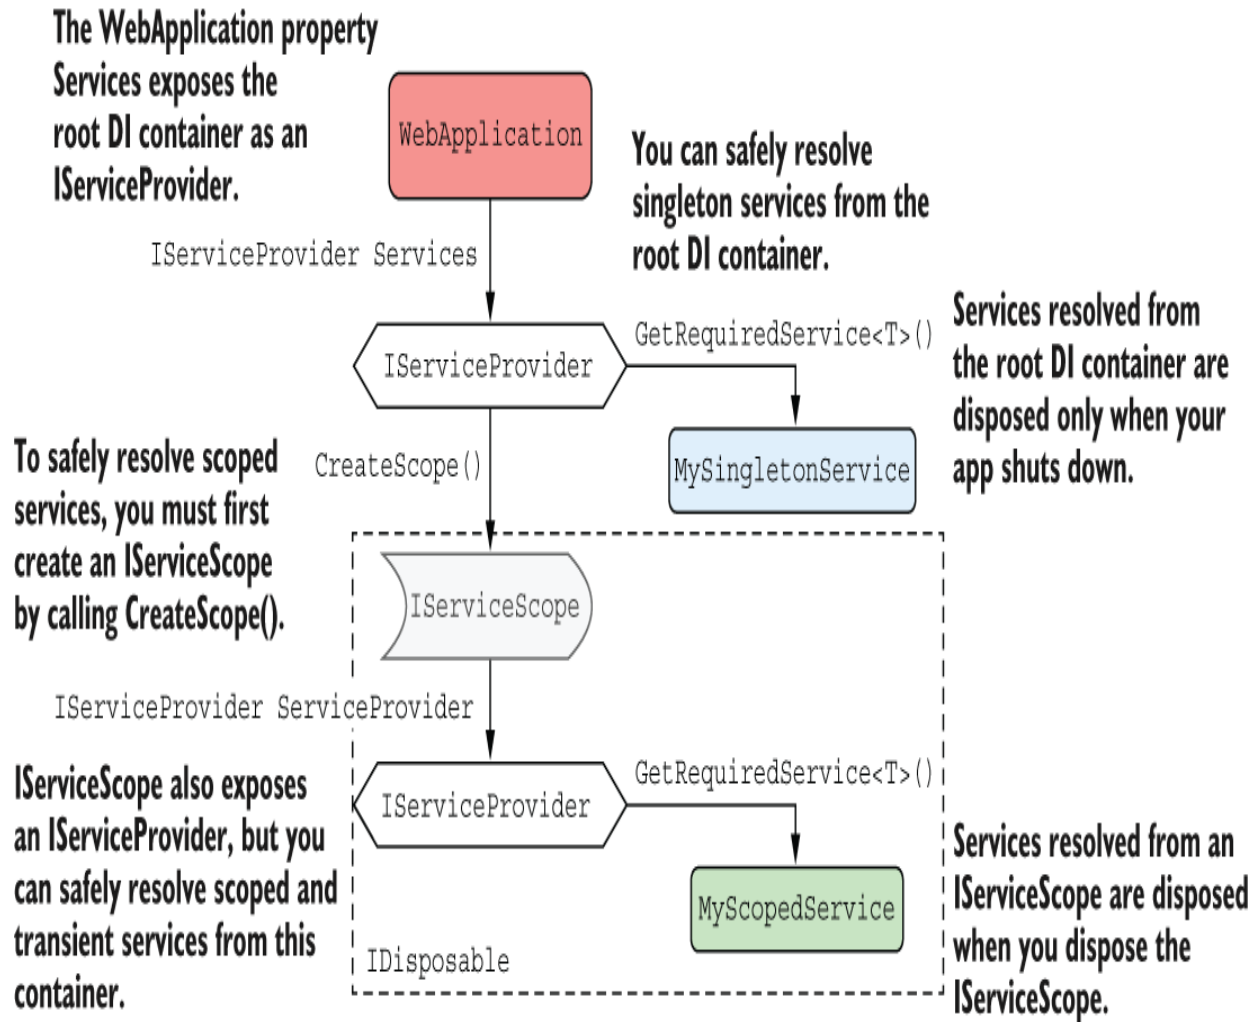 The WebApplication property
Services exposes the
root DI container as an
IServiceProvider.
WebApplication
You can safely resolve
singleton services from the
root DI container.
IServiceProvider Services
GetRequiredService<T>()
IServiceProvider
Services resolved from
the root DI container are
disposed only when your
app shuts down.
To safely resolve scoped
services, you must first
create an IServiceScope
by calling CreateScope().
CreateScope()
MySingletonService
IServiceScope
IServiceProvider ServiceProvider
IServiceScope also exposes
an IServiceProvider, but you
can safely resolve scoped and
transient services from this
container.
GetRequiredService<T>()
IServiceProvider
MyScopedService
IDisposable
Services resolved from an
IServiceScope are disposed
when you dispose the
IServiceScope.